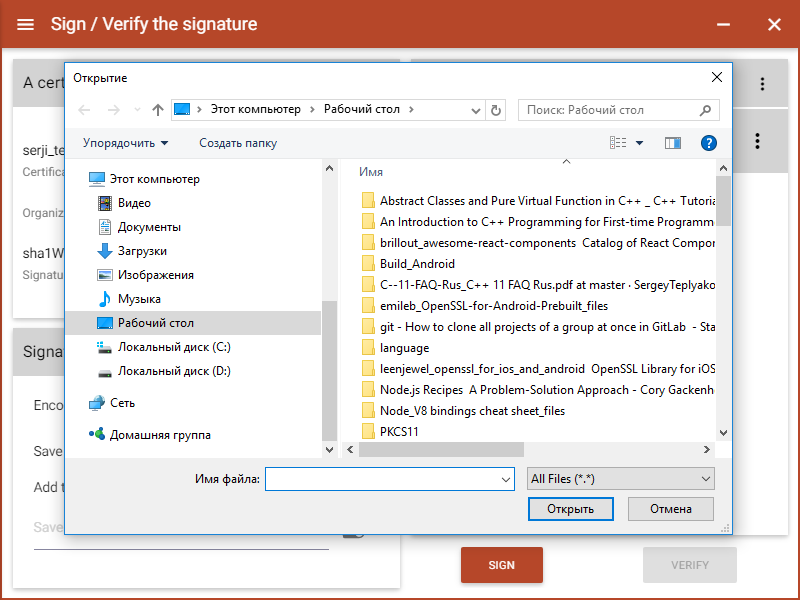 Sign / Verify the signature
A cert
serji_te
Certifica
Organiz
sha1W
Signatu
Signa
Enco
Save
Add t
Save
Открытие
Этот компьютер
Рабочий стол
Поиск: Рабочий стол
Упорядочить
Создать папку
Этот компьютер
Видео
Документы
Загрузки
Изображения
Музыка
Рабочий стол
Локальный диск (C:)
Локальный диск (D:)
Сеть
Домашняя группа
Имя
Abstract Classes and Pure Virtual Function in C++ _ C++ Tutoria
An Introduction to C++ Programming for First-time Programm
brillout_awesome-react-components Catalog of React Compor
Build_Android
C--11-FAQ-Rus_C++ 11 FAQ Rus.pdf at master · SergeyTeplyako
emileb_OpenSSL-for-Android-Prebuilt_files
git - How to clone all projects of a group at once in GitLab - Sta
language
leenjewel_openssl_for_ios_and_android OpenSSL Library for iOS
Node.js Recipes A Problem-Solution Approach - Cory Gackenh
Node_V8 bindings cheat sheet_files
PKCS11
Имя файла:
All Files (*.*)
Открыть
Отмена
SIGN
VERIFY